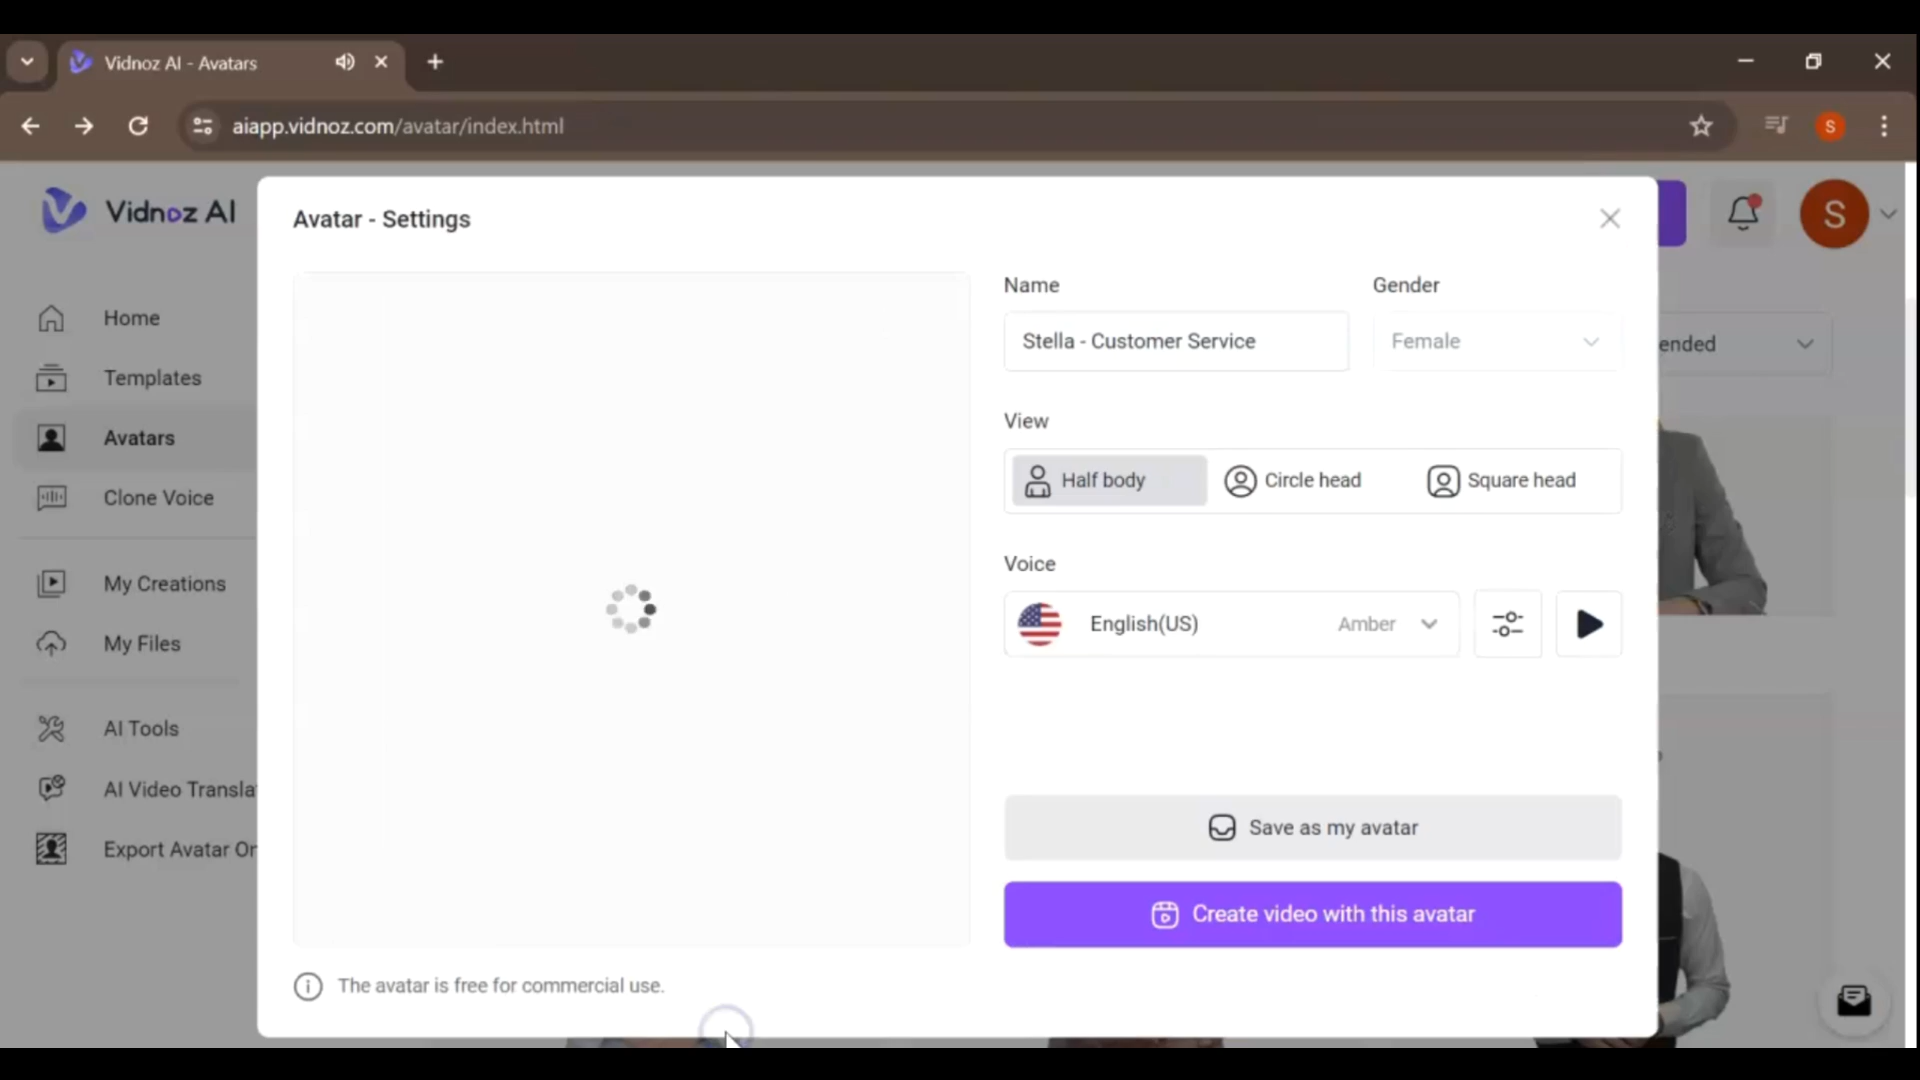 Vidnoz AI - Avatars
aiapp.vidnoz.com/avatar/index.html
S
Vidnoz AI
S
Home
Templates
Avatars
Clone Voice
My Creations
My Files
AI Tools
AI Video Transla
Export Avatar Or
Avatar - Settings
Name
Gender
Stella - Customer Service
Female
ended
View
Half body
Circle head
Square head
Voice
English(US)
Amber
Save as my avatar
Create video with this avatar
The avatar is free for commercial use.